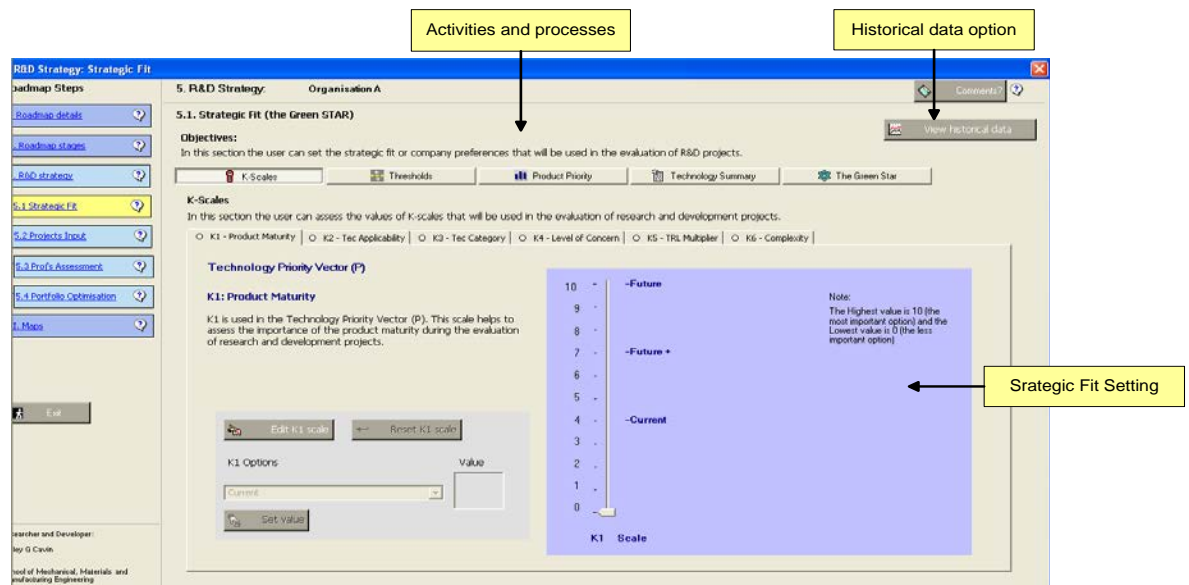 Activities and processes
Historical data option
R&D Strategy: Strategic Fit
oadmap Steps
5. R&D Strategy: Organisation A
Comments?
Roadmap details
5.1. Strategic Fit (the Green STAR)
View historical data
Objectives:
In this section the user can set the strategic fit or company preferences that will be used in the evaluation of R&D projects.
. Roadmap stages
. R&D strategy
K-Scales
Thresholds
Product Priority
Technology Summary
The Green Star
5.1 Strategic Fit
K-Scales
In this section the user can assess the values of K-scales that will be used in the evaluation of research and development projects.
5.2 Projects Input
K1 - Product Maturity
K2 - Tec Applicability
K3 - Tec Category
K4 - Level of Concern
K5 - TRL Multiplier
K6 - Complexity
5.3 Prof's Assessment
5.4 Portfolio Optimisation
. Maps
Exit
Technology Priority Vector (P)
K1: Product Maturity
K1 is used in the Technology Priority Vector (P). This scale helps to
assess the importance of the product maturity during the evaluation
of research and development projects.
Edit K1 scale
Reset K1 scale
K1 Options
Value
Current
Set value
10 - -Future
9 -
8 -
7 - -Future +
6 -
5 -
4 - -Current
3 -
2 -
1 -
0 -
K1 Scale
Note:
The Highest value is 10 (the
most important option) and the
Lowest value is 0 (the less
important option)
Srategic Fit Setting
earcher and Developer:
ley G Cavin
ool of Mechanical, Materials and
nufacturing Engineering